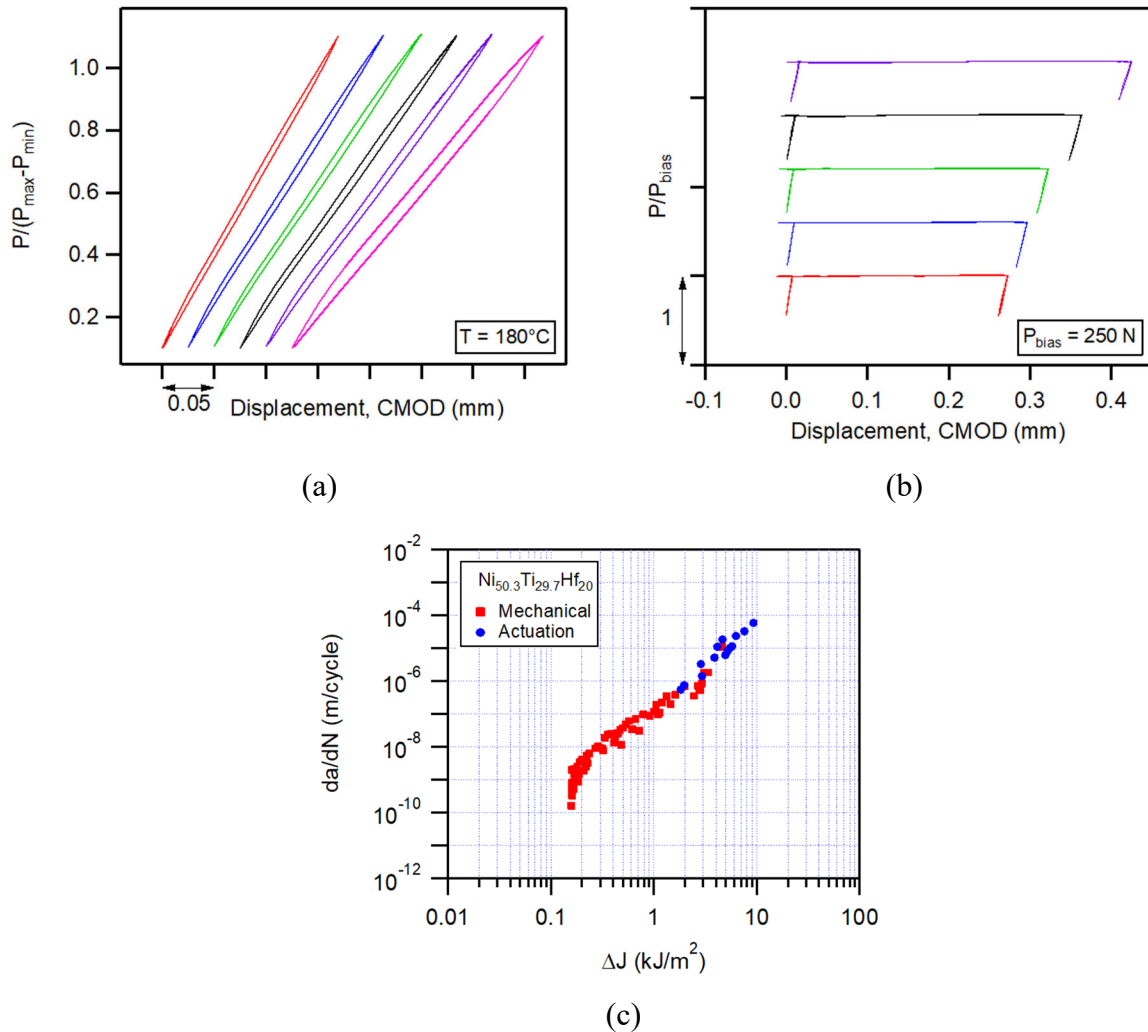 1.0
0.8
0.6
0.4
0.2
P/(Pmax-Pmin)
T = 180°C
0.05
Displacement, CMOD (mm)
(a)
P/Pbias
1
Pbias = 250 N
-0.1 0.0 0.1 0.2 0.3 0.4
Displacement, CMOD (mm)
(b)
10-2
10-4
10-6
10-8
10-10
10-12
da/dN (m/cycle)
Ni50.3Ti29.7Hf20
Mechanical
Actuation
0.01 0.1 1 10 100
ΔJ (kJ/m2)
(c)